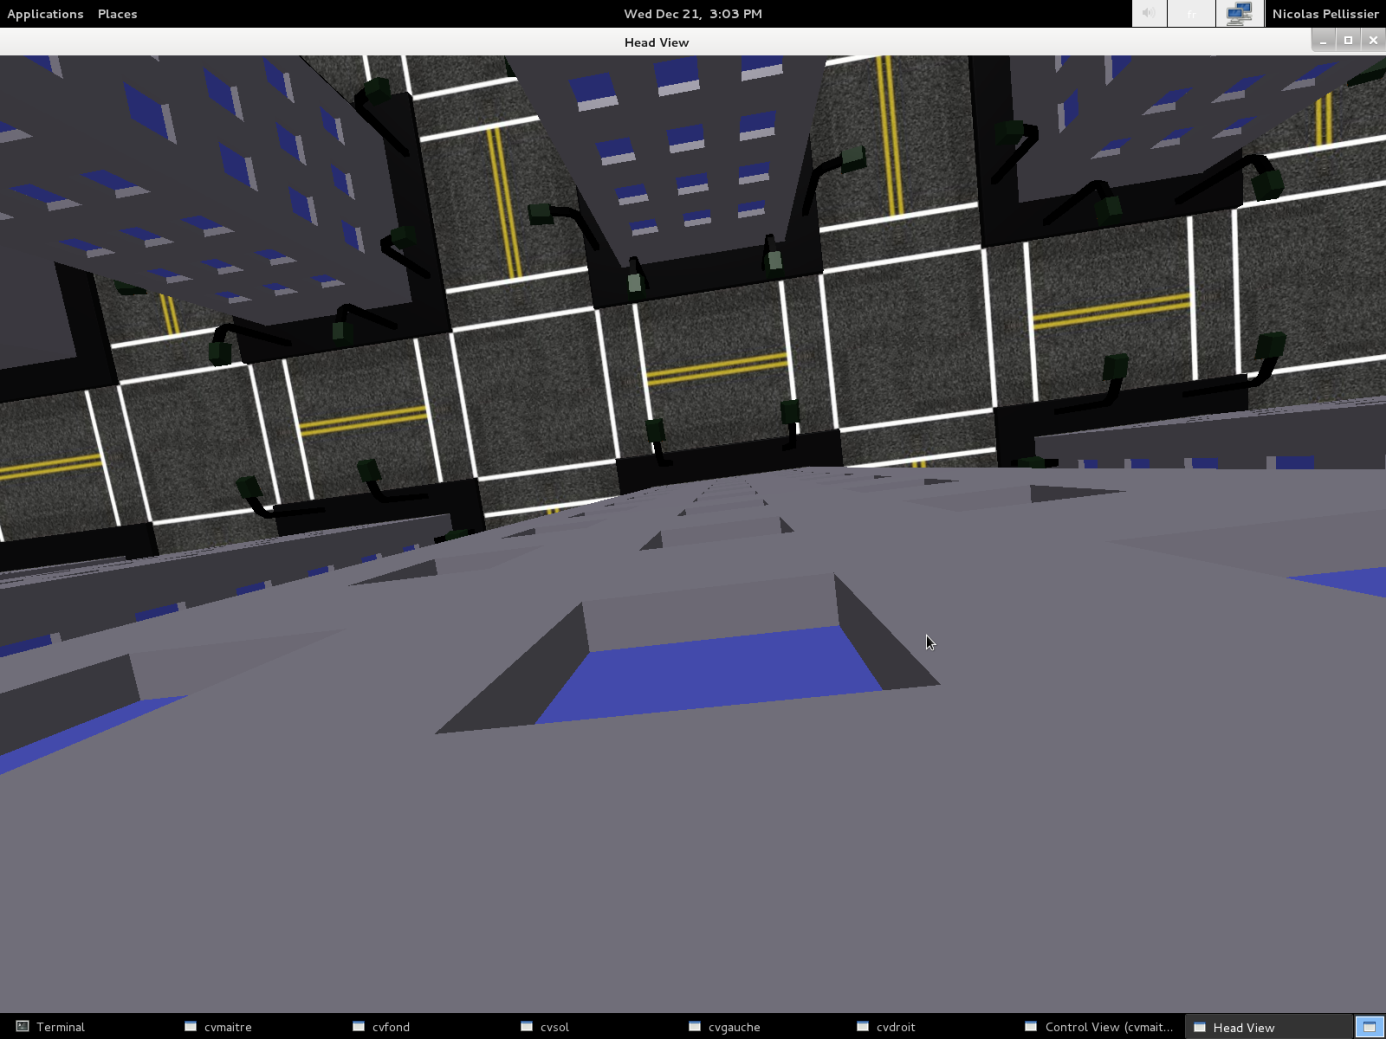 Applications Places Wed Dec 21, 3:03 PM Nicolas Pellissier
Head View
Terminal cvmaitre cvfond cvsol cvgauche cvdroit Control View (cvmait... Head View